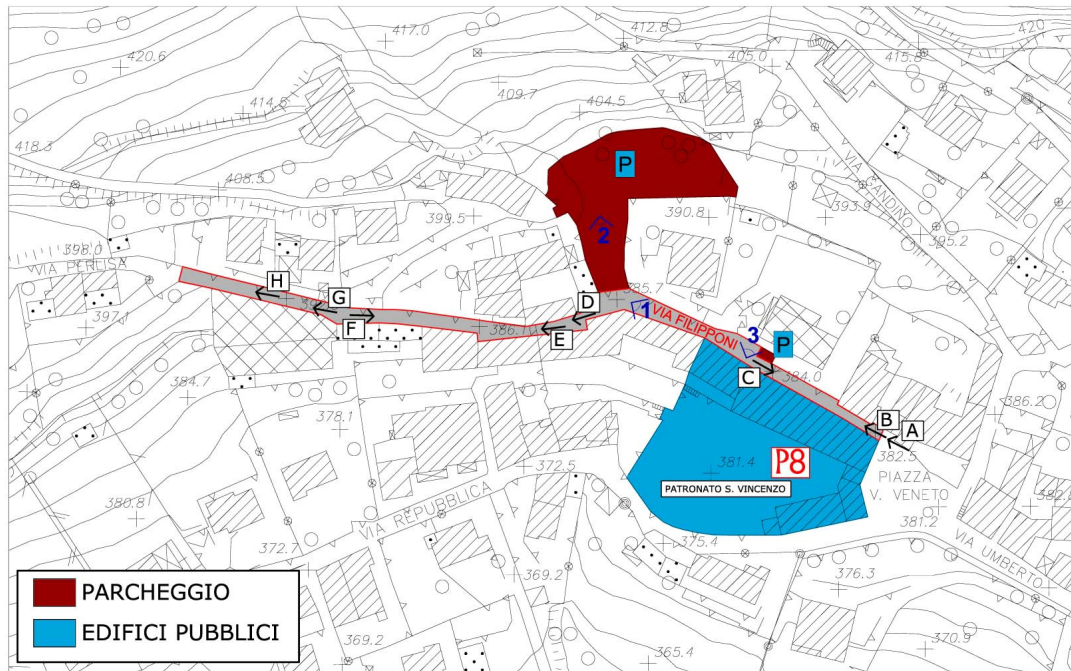 417.0
412.8
420
420.6
415.8
405.0
409.7
404.5
414.5
418.3
P
VIA GANDINO
408.5
399.5
390.8
393.9
2
395.2
398.0
VIA PERLISA
H
G
D
385.7
1
VIA FILIPPONI
3
P
F
E
386.1
397.1
C
384.0
384.7
378.1
B
A
386.2
382.5
372.5
381.4
P8
PIAZZA
V. VENETO
PATRONATO S. VINCENZO
380.8
VIA REPUBBLICA
381.2
375.4
VIA UMBERTO
372.7
369.2
376.3
PARCHEGGIO
EDIFICI PUBBLICI
369.2
365.4
370.9